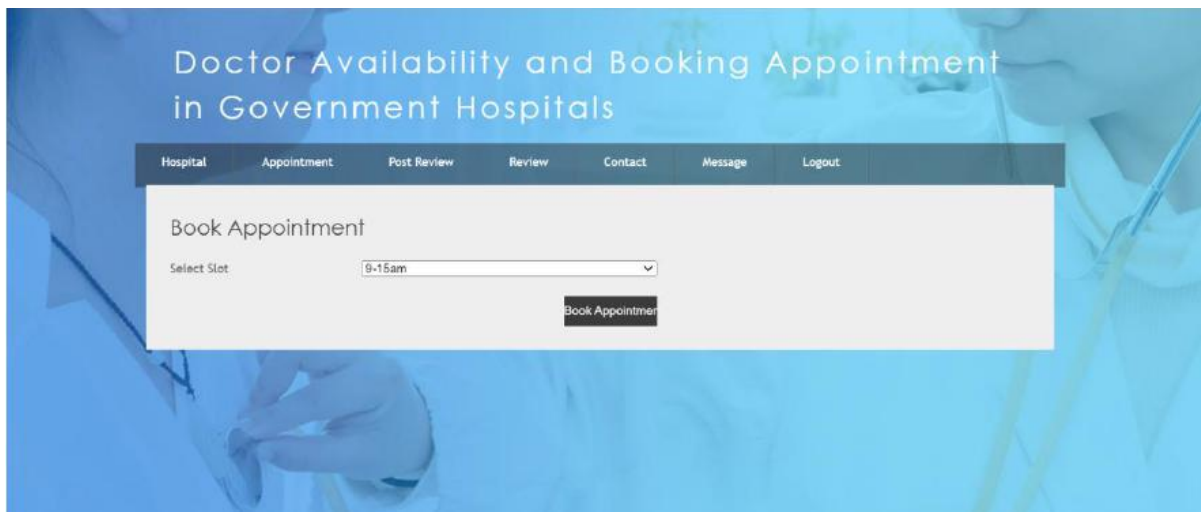 Doctor Availability and Booking Appointment
in Government Hospitals
Hospital Appointment Post Review Review Contact Message Logout
Book Appointment
Select Slot 9-15am
Book Appointmen